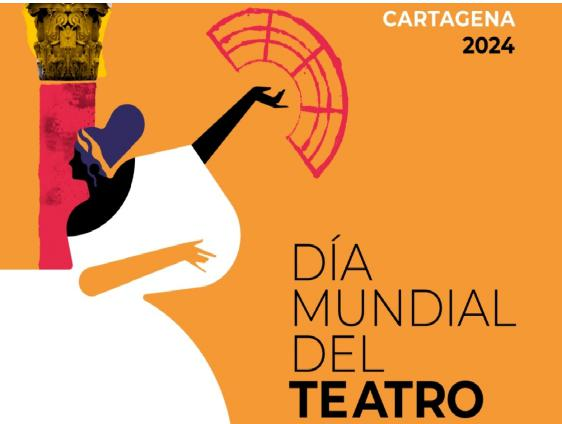 CARTAGENA
2024
DÍA
MUNDIAL
DEL
TEATRO